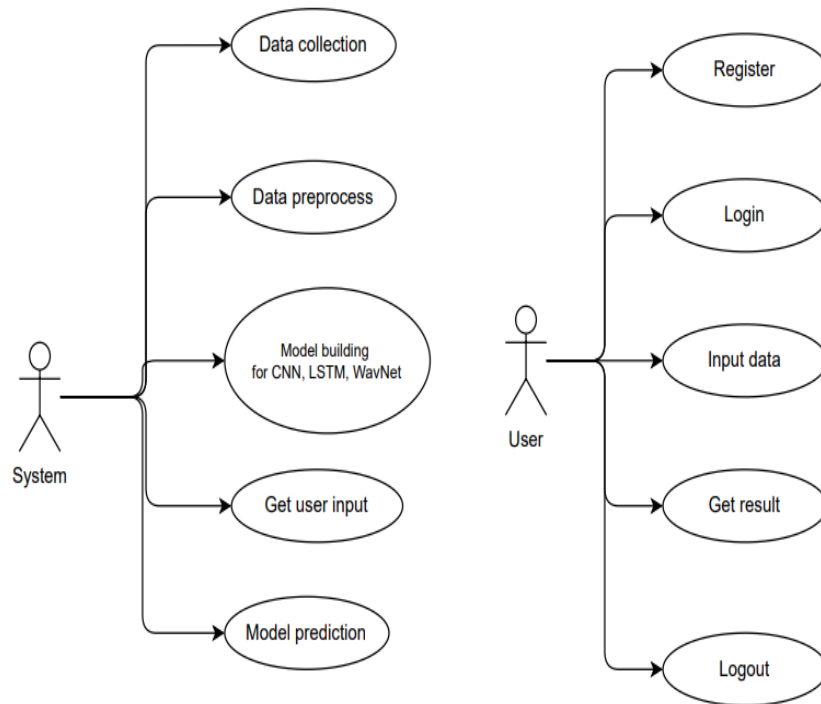 Data collection
Data preprocess
Model building
for CNN, LSTM, WavNet
System
Get user input
Model prediction
Register
Login
Input data
User
Get result
Logout